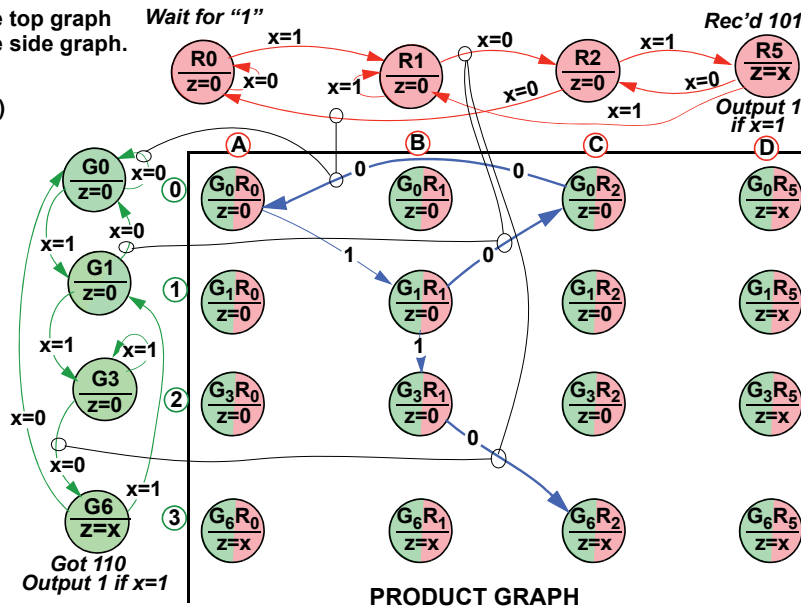 e top graph
e side graph.
)
Wait for “1”
Rec'd 101
x=1
x=0
x=1
R0
z=0
x=0
R1
z=0
x=1
R2
z=0
x=0
R5
z=x
x=0
x=1
Output 1
if x=1
A
B
C
D
G0
z=0
x=0
0
G0R0
z=0
G0R1
z=0
G0R2
z=0
G0R5
z=x
0
0
x=0
x=1
1
0
G1
z=0
1
G1R0
z=0
G1R1
z=0
G1R2
z=0
G1R5
z=x
x=1
x=1
1
G3
z=0
2
G3R0
z=0
G3R1
z=0
G3R2
z=0
G3R5
z=x
x=0
x=0
0
x=1
G6
z=x
3
G6R0
z=x
G6R1
z=x
G6R2
z=x
G6R5
z=x
Got 110
Output 1 if x=1
PRODUCT GRAPH